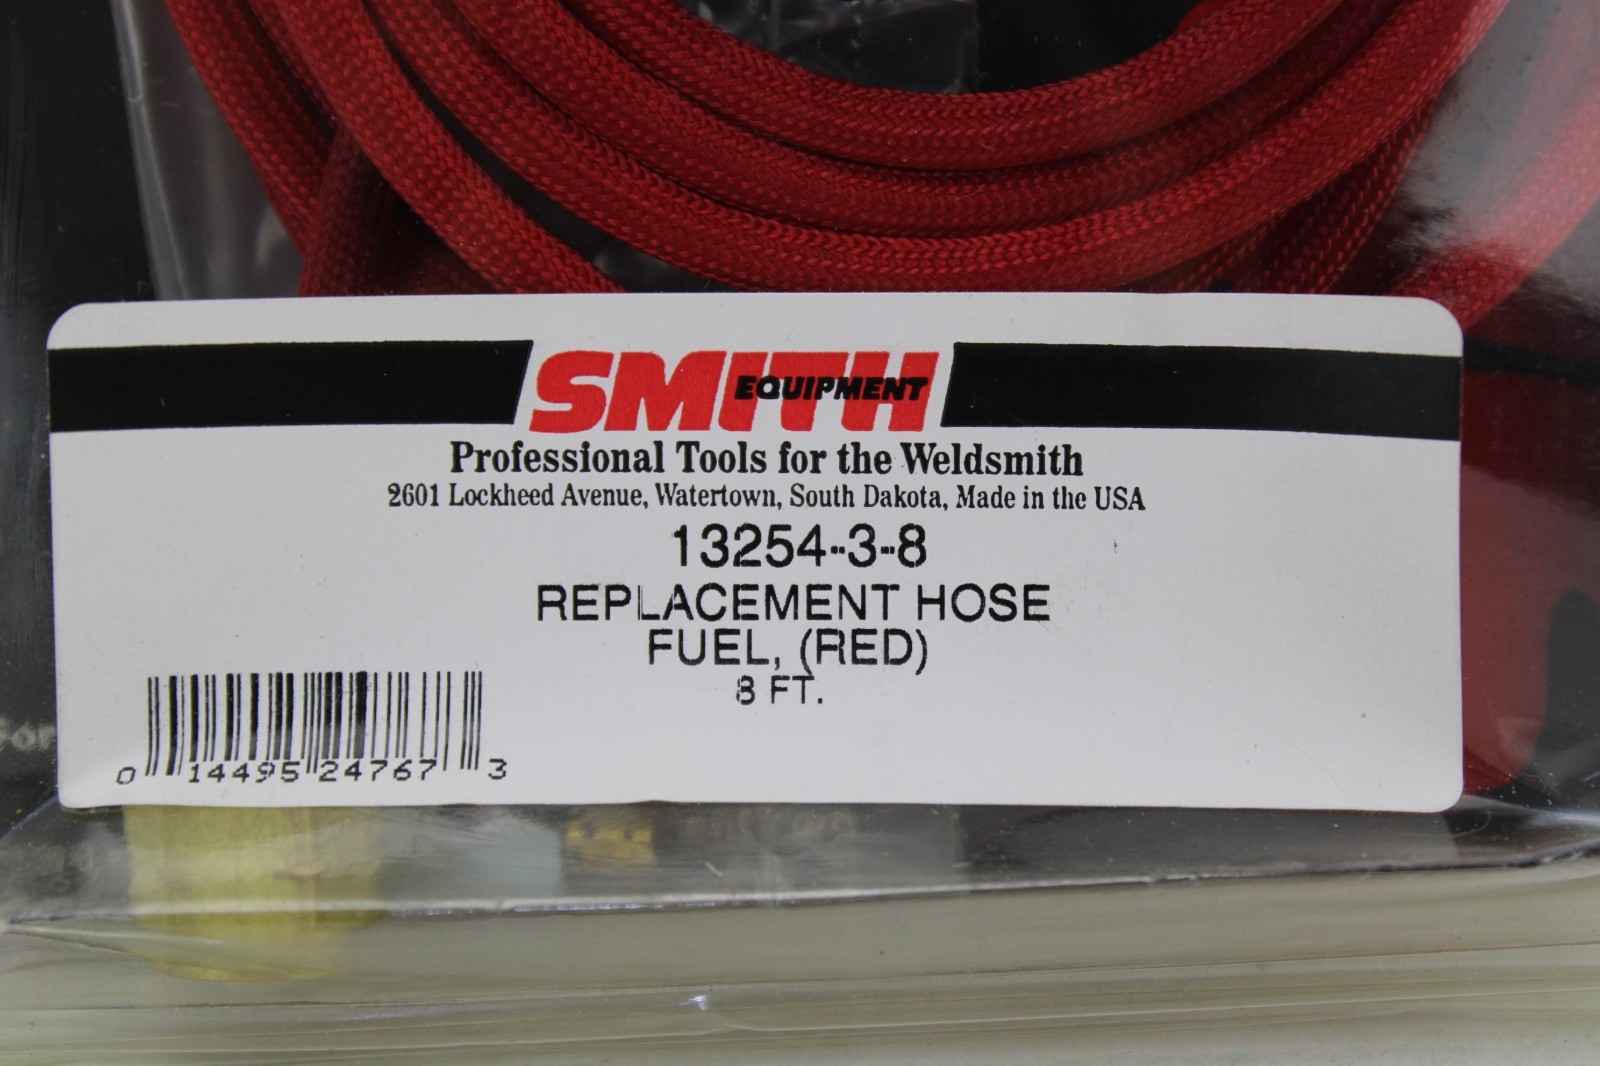 SMITH
EQUIPMENT
Professional Tools for the Weldsmith
2601 Lockheed Avenue, Watertown, South Dakota, Made in the USA
13254-3-8
REPLACEMENT HOSE
FUEL, (RED)
8 FT.
0 14495 24767 3